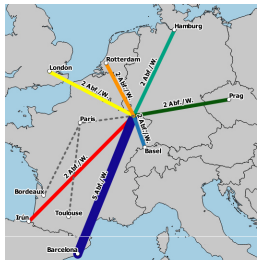 Hamburg
Rotterdam
London
2 Abf./W.
2 Abf./W.
2 Abf./W.
Prag
2 Abf./W.
Paris
2 Abf./W.
Basel
2 Abf./W.
5 Abf./W.
Bordeaux
Irún
Toulouse
Barcelona